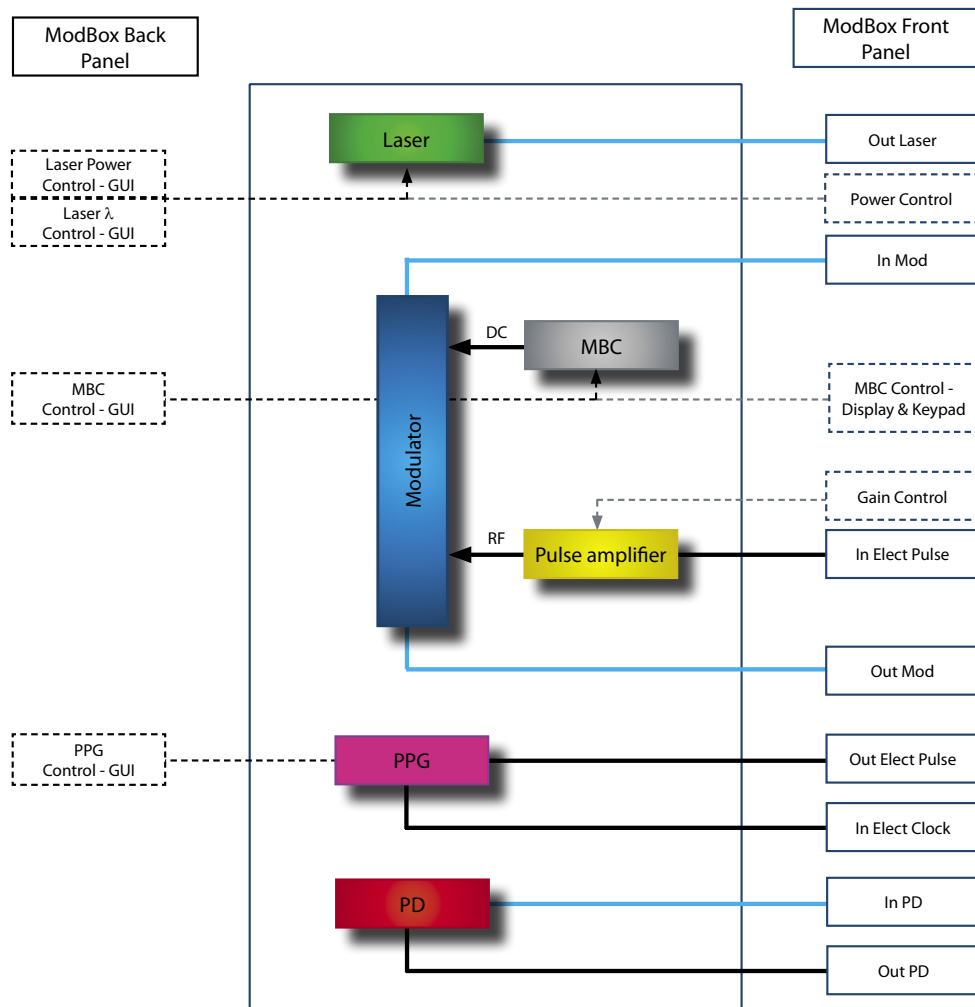 ModBox Back
Panel
ModBox Front
Panel
Laser
Out Laser
Laser Power
Control - GUI
Laser λ
Control - GUI
Power Control
In Mod
DC
MBC
Modulator
MBC
Control - GUI
MBC Control -
Display & Keypad
Gain Control
RF
Pulse amplifier
In Elect Pulse
Out Mod
PPG
Control - GUI
PPG
Out Elect Pulse
In Elect Clock
PD
In PD
Out PD